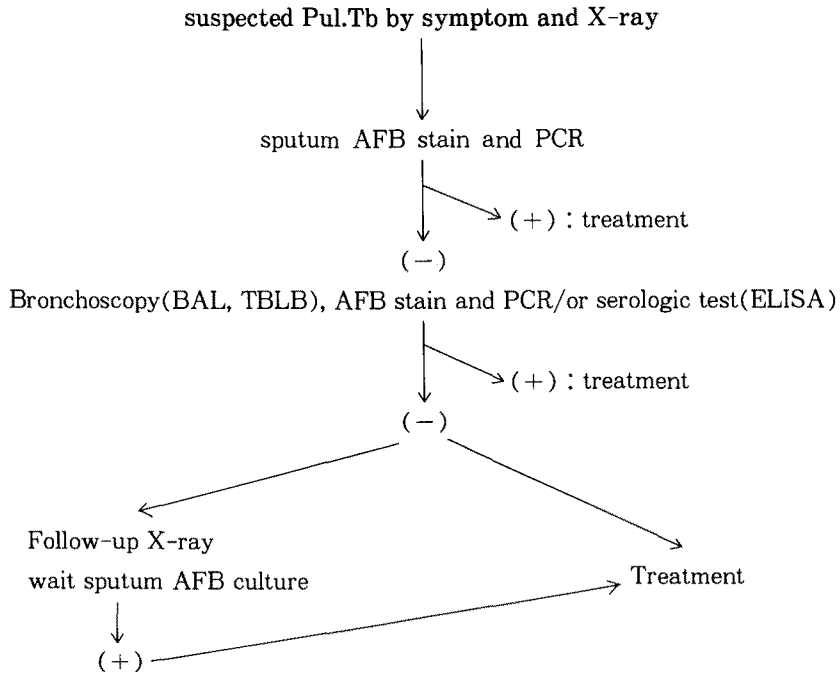 suspected Pul.Tb by symptom and X-ray
sputum AFB stain and PCR
(+) : treatment
(−)
Bronchoscopy(BAL, TBLB), AFB stain and PCR/or serologic test(ELISA)
(+) : treatment
(−)
Follow-up X-ray
wait sputum AFB culture
Treatment
(+)